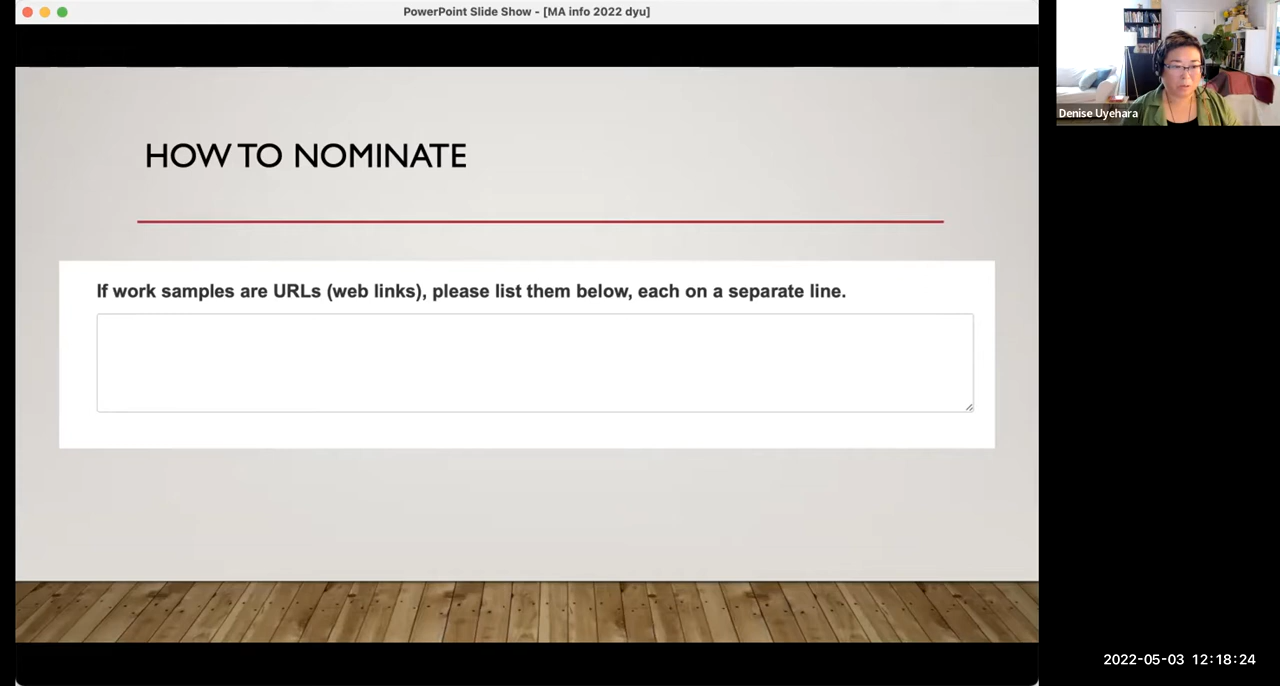 PowerPoint Slide Show - [MA info 2022 dyu]
HOW TO NOMINATE
If work samples are URLs (web links), please list them below, each on a separate line.
Denise Uyehara
2022-05-03 12:18:24